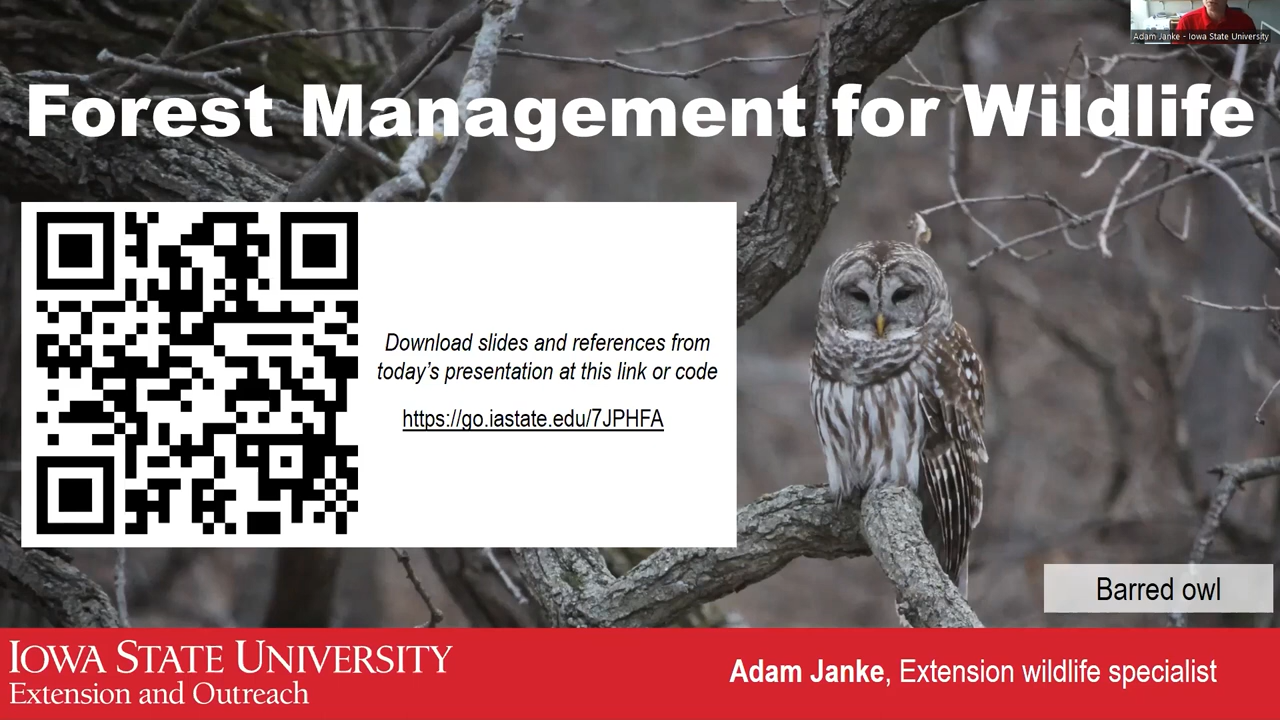 Adam Janke - Iowa State University
Forest Management for Wildlife
Download slides and references from
today's presentation at this link or code
https://go.iastate.edu/7JPHFA
Barred owl
IOWA STATE UNIVERSITY
Extension and Outreach
Adam Janke, Extension wildlife specialist